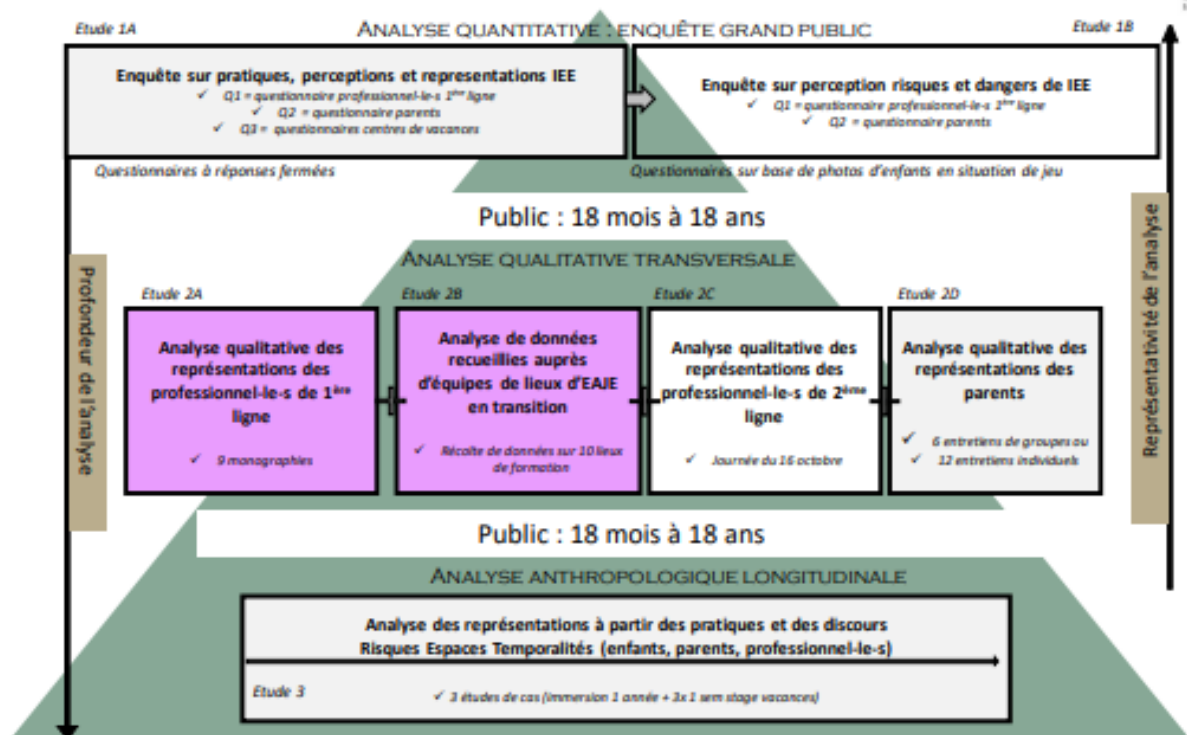 Etude 1A
ANALYSE QUANTITATIVE : ENQUÊTE GRAND PUBLIC
Etude 1B
Enquête sur pratiques, perceptions et representations IEE
✓ Q1 = questionnaire professionnel-le-s 1ère ligne
✓ Q2 = questionnaire parents
✓ Q3 = questionnaires centres de vacances
Enquête sur perception risques et dangers de IEE
✓ Q1 = questionnaire professionnel-le-s 1ère ligne
✓ Q2 = questionnaire parents
Questionnaires à réponses fermées
Questionnaires sur base de photos d'enfants en situation de jeu
Public : 18 mois à 18 ans
Profondeur de l'analyse
Représentativité de l'analyse
ANALYSE QUALITATIVE TRANSVERSALE
Etude 2A
Analyse qualitative des
représentations des
professionnel-le-s de 1ère
ligne
✓ 9 monographies
Etude 2B
Analyse de données
recueillies auprès
d'équipes de lieux d'EAJE
en transition
✓ Récolte de données sur 10 lieux
de formation
Etude 2C
Analyse qualitative des
représentations des
professionnel-le-s de 2ème
ligne
✓ Journée du 16 octobre
Etude 2D
Analyse qualitative des
représentations des
parents
✓ 6 entretiens de groupes ou
✓ 12 entretiens individuels
Public : 18 mois à 18 ans
ANALYSE ANTHROPOLOGIQUE LONGITUDINALE
Analyse des représentations à partir des pratiques et des discours
Risques Espaces Temporalités (enfants, parents, professionnel-le-s)
Etude 3
✓ 3 études de cas (immersion 1 année + 3x 1 sem stage vacances)